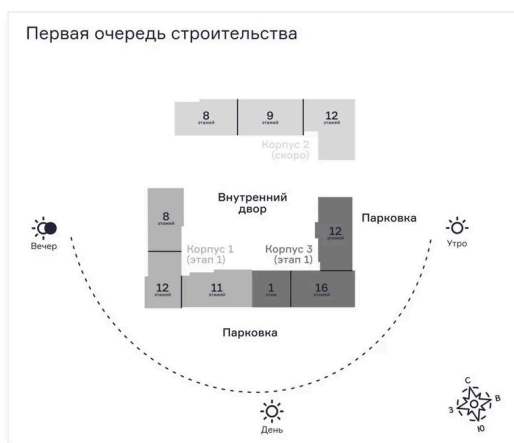 Первая очередь строительства
8
этажей
9
этажей
12
этажей
Корпус 2
(скоро)
8
этажей
Внутренний
двор
12
этажей
Парковка
Вечер
Утро
Корпус 1
(этап 1)
Корпус 3
(этап 1)
12
этажей
11
этажей
1
этаж
16
этажей
Парковка
День
С
В
З
Ю